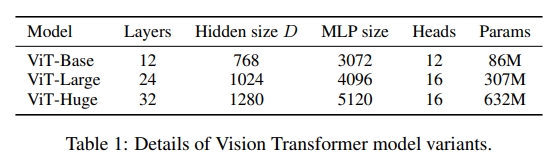 Model Layers Hidden size D MLP size Heads Params
ViT-Base 12 768 3072 12 86M
ViT-Large 24 1024 4096 16 307M
ViT-Huge 32 1280 5120 16 632M
Table 1: Details of Vision Transformer model variants.